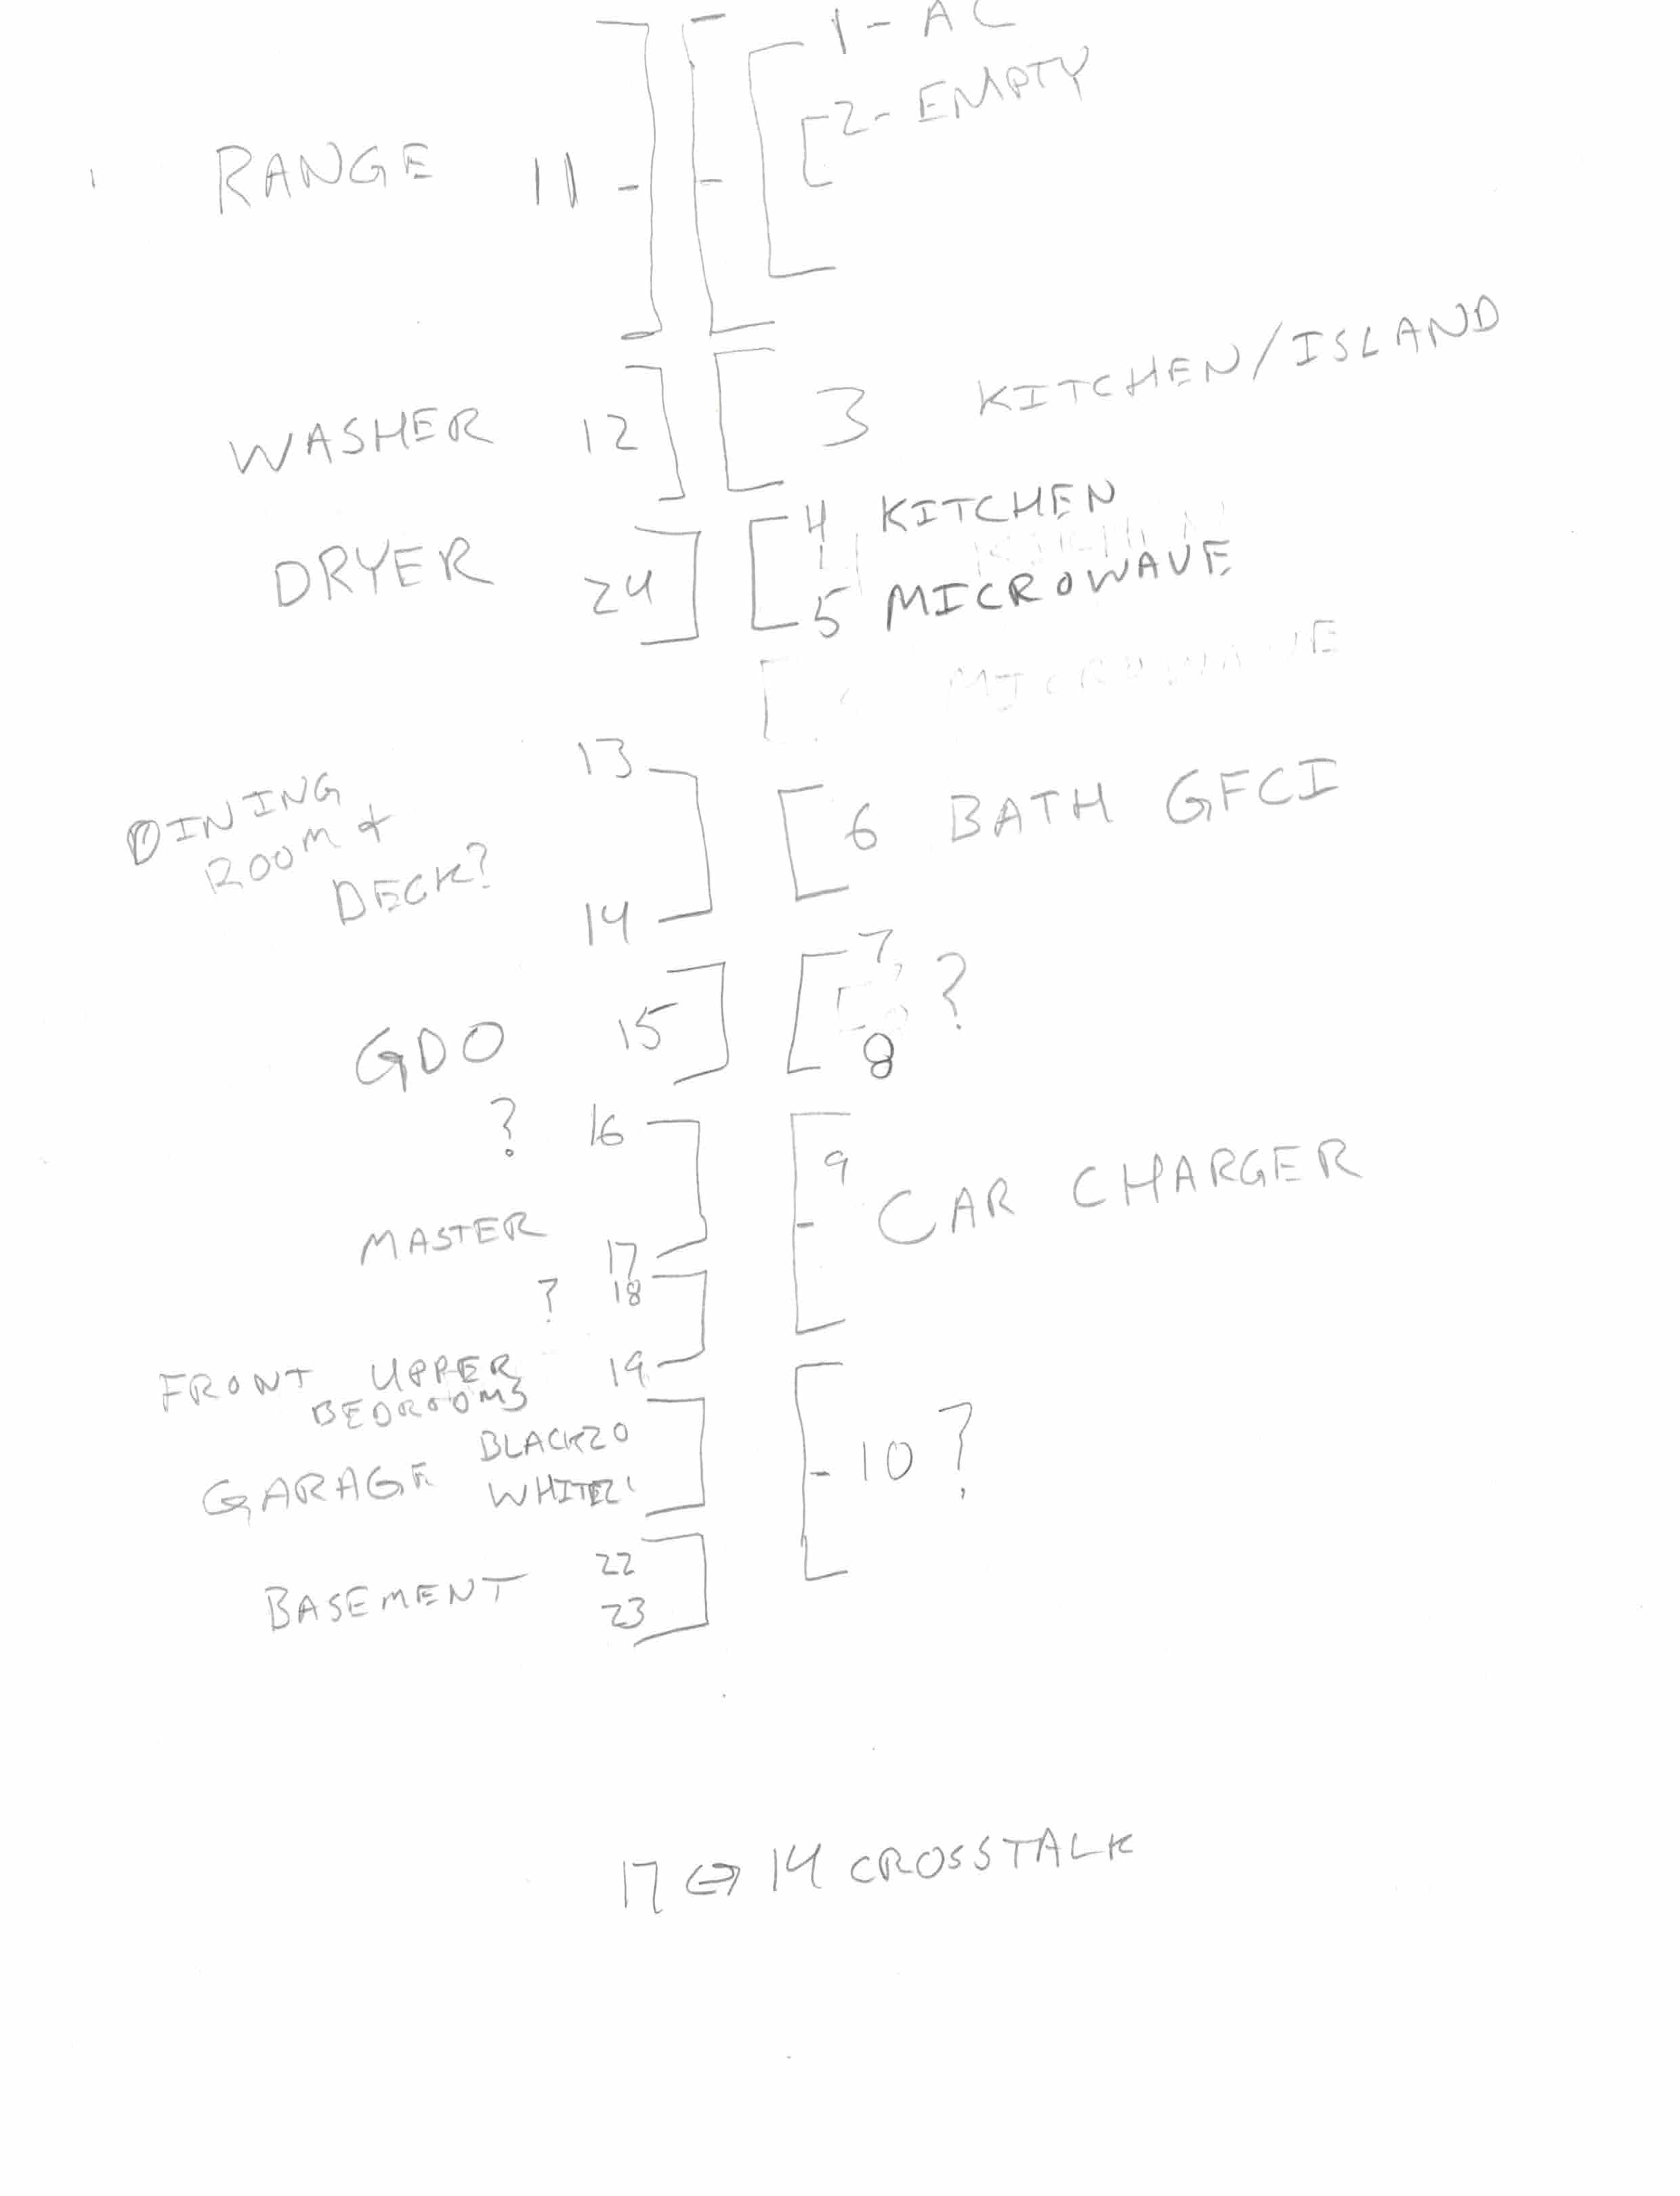 1 - AC
2 - EMPTY
RANGE 11 -
3 KITCHEN/ISLAND
WASHER 12
4 KITCHEN
DRYER 24
5 MICROWAVE
MICROWAVE
13
DINING
ROOM &
DECK?
6 BATH GFCI
14
7, ?
8
GDO 15
? 16
9
CAR CHARGER
MASTER 17
? 18
FRONT UPPER 19
BEDROOMS
BLACK 20
GARAGE WHITE 21
- 10 ?
22
BASEMENT
23
17 <-> 14 CROSSTALK